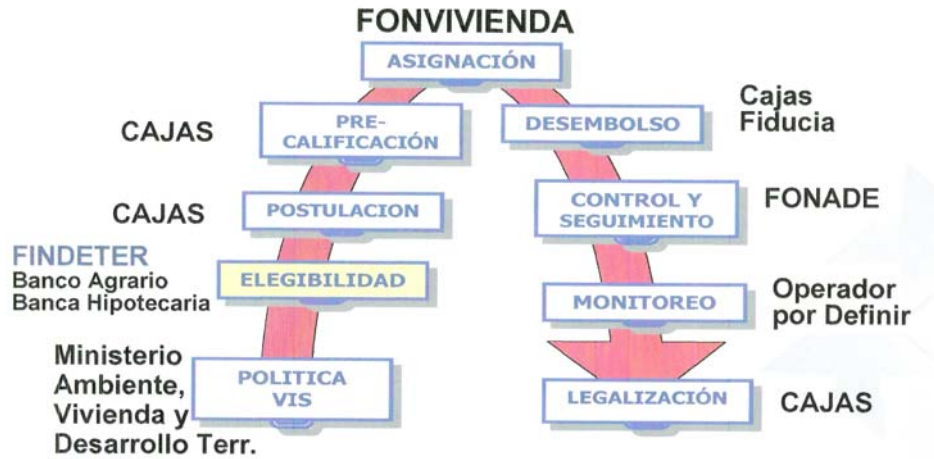 FONVIVIENDA
ASIGNACIÓN
CAJAS
PRE-
CALIFICACIÓN
DESEMBOLSO
Cajas
Fiducia
CAJAS
POSTULACION
CONTROL Y
SEGUIMIENTO
FONADE
FINDETER
Banco Agrario
Banca Hipotecaria
ELEGIBILIDAD
MONITOREO
Operador
por Definir
Ministerio
Ambiente,
Vivienda y
Desarrollo Terr.
POLITICA
VIS
LEGALIZACIÓN
CAJAS